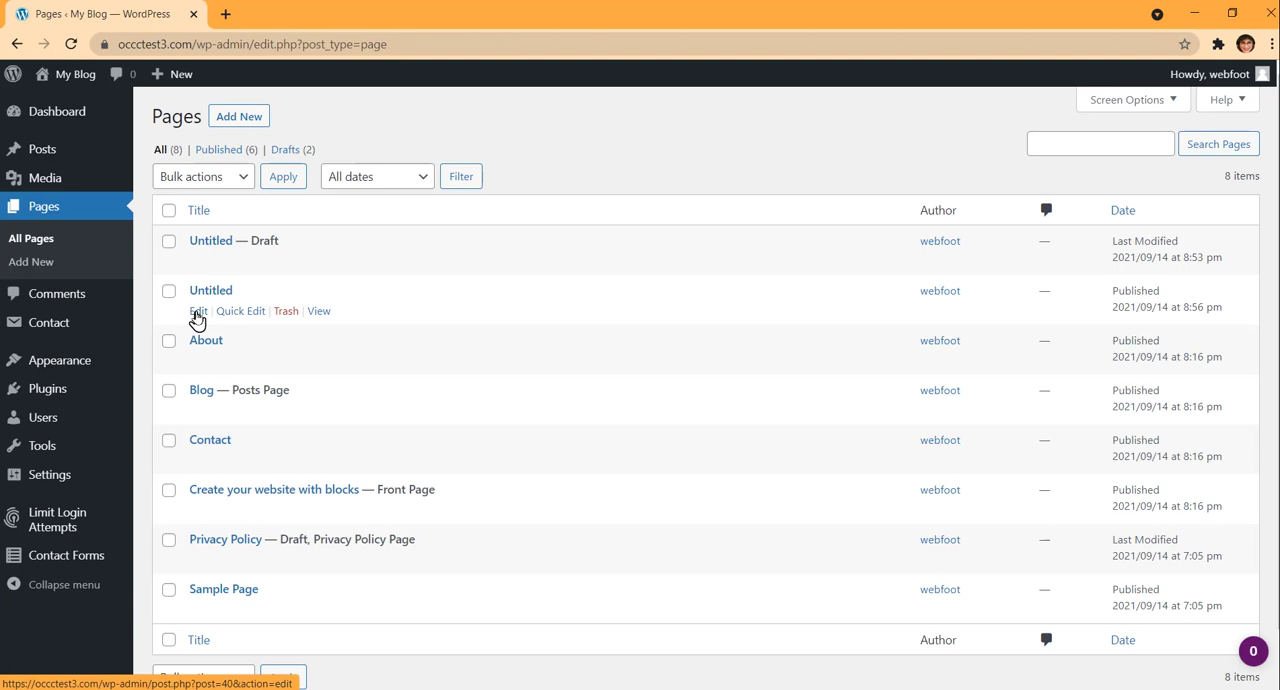 Pages ‹ My Blog — WordPress
occctest3.com/wp-admin/edit.php?post_type=page
My Blog 0 New Howdy, webfoot
Screen Options Help
Dashboard
Posts
Media
Pages
All Pages
Add New
Comments
Contact
Appearance
Plugins
Users
Tools
Settings
Limit Login
Attempts
Contact Forms
Collapse menu
Pages Add New
All (8) | Published (6) | Drafts (2)
Search Pages
Bulk actions Apply All dates Filter
8 items
Title Author Date
Untitled — Draft webfoot — Last Modified
2021/09/14 at 8:53 pm
Untitled webfoot — Published
2021/09/14 at 8:56 pm
Edit | Quick Edit | Trash | View
About webfoot — Published
2021/09/14 at 8:16 pm
Blog — Posts Page webfoot — Published
2021/09/14 at 8:16 pm
Contact webfoot — Published
2021/09/14 at 8:16 pm
Create your website with blocks — Front Page webfoot — Published
2021/09/14 at 8:16 pm
Privacy Policy — Draft, Privacy Policy Page webfoot — Last Modified
2021/09/14 at 7:05 pm
Sample Page webfoot — Published
2021/09/14 at 7:05 pm
Title Author Date
0
8 items
https://occctest3.com/wp-admin/post.php?post=40&action=edit